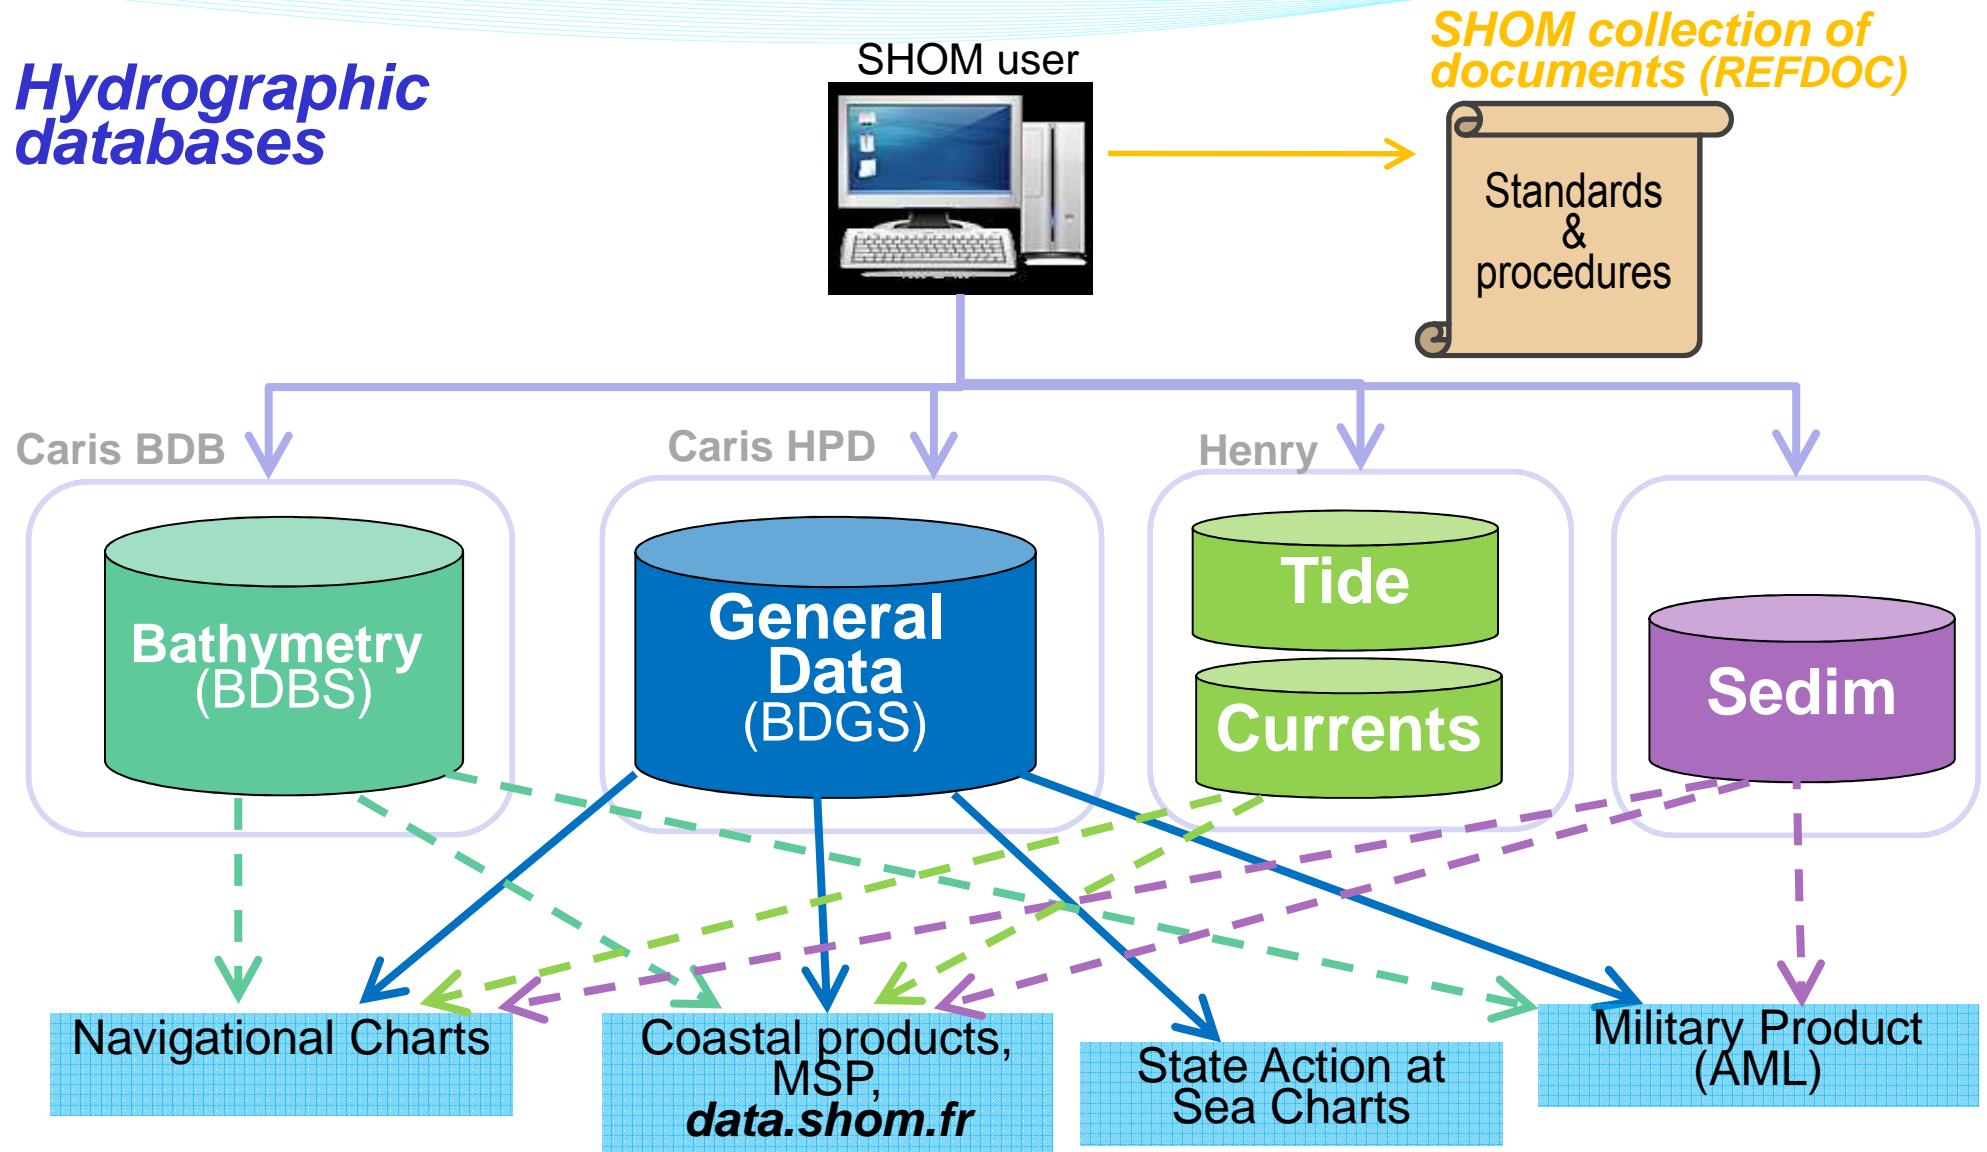 SHOM collection of
documents (REFDOC)
SHOM user
Hydrographic
databases
Standards
&
procedures
Caris BDB
Caris HPD
Henry
Bathymetry
(BDBS)
General
Data
(BDGS)
Tide
Currents
Sedim
Navigational Charts
Coastal products,
MSP,
data.shom.fr
State Action at
Sea Charts
Military Product
(AML)